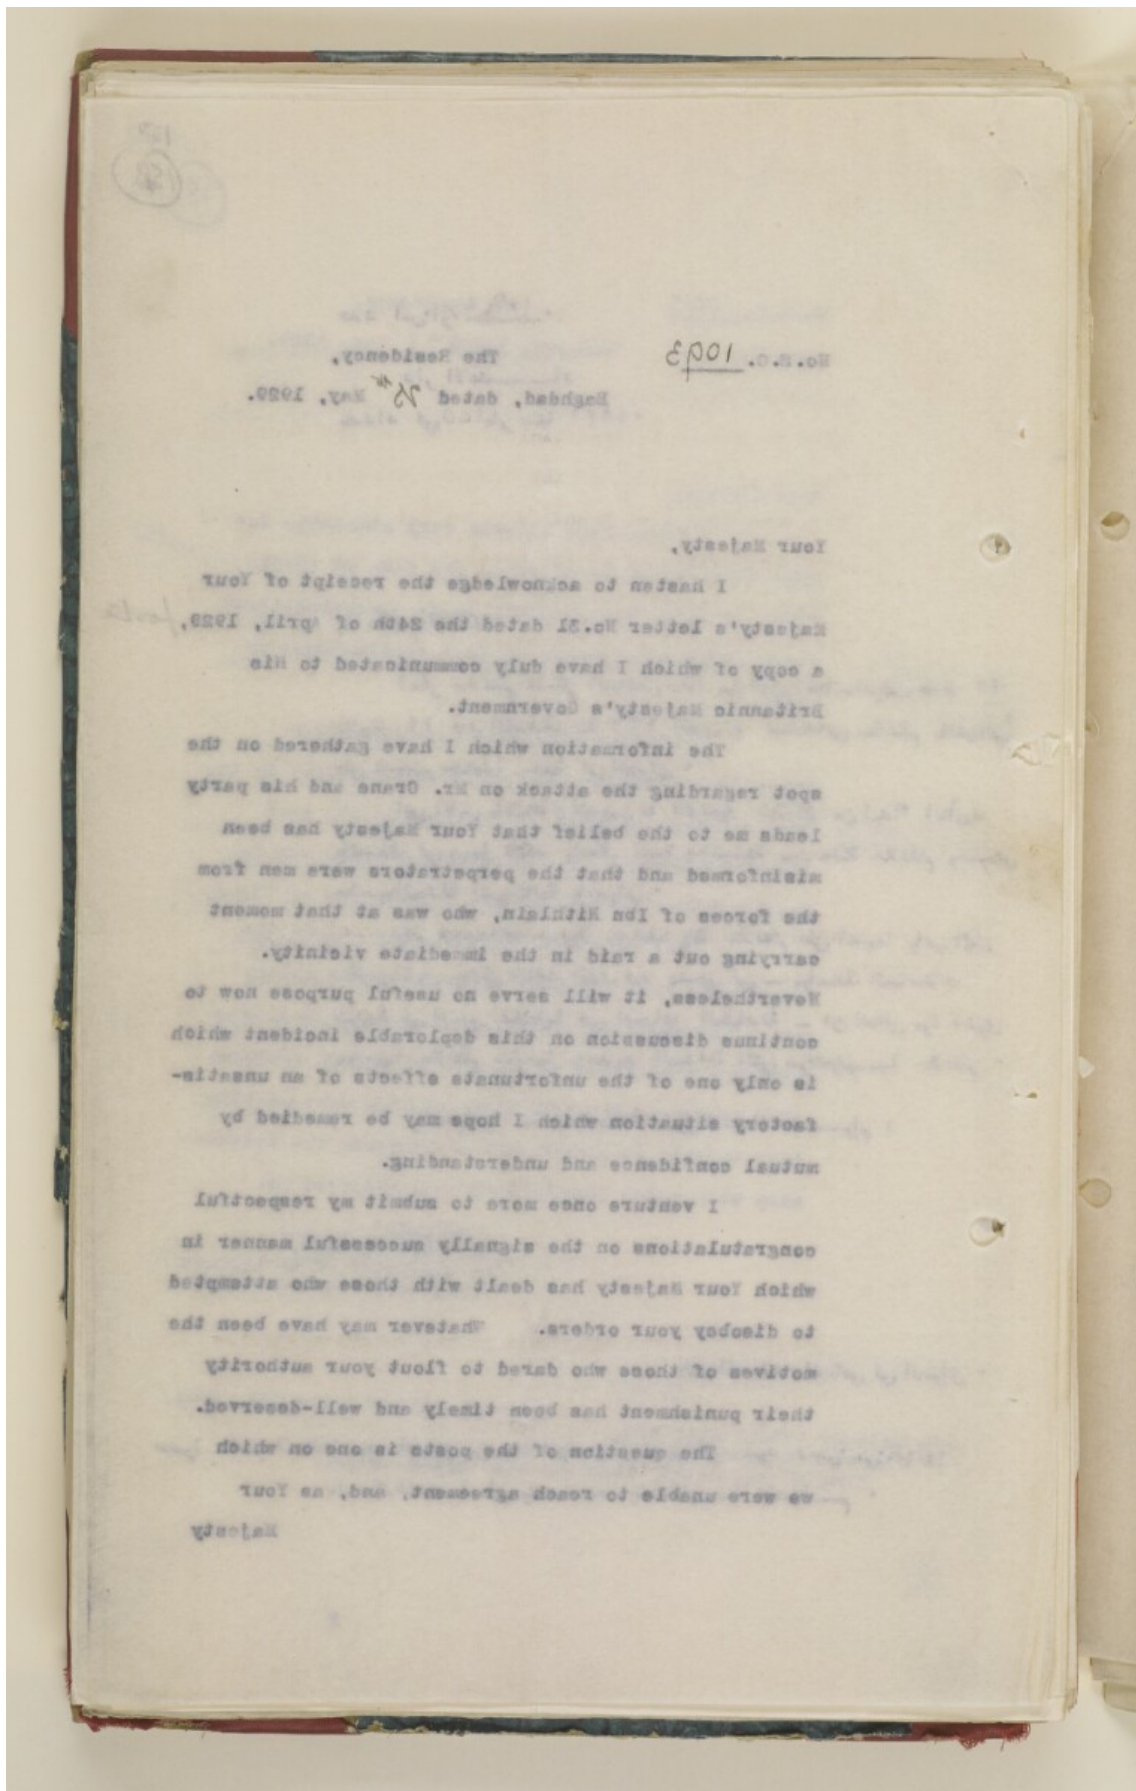 No.S.O. 1093
The Residency,
Baghdad, dated 25th May, 1929.
Your Majesty,
I hasten to acknowledge the receipt of Your
Majesty's letter No.31 dated the 24th of April, 1929,
a copy of which I have duly communicated to His
Britannic Majesty's Government.
The information which I have gathered on the
spot regarding the attack on Mr. Crane and his party
leads me to the belief that Your Majesty has been
misinformed and that the perpetrators were men from
the forces of Ibn Hithlain, who was at that moment
carrying out a raid in the immediate vicinity.
Nevertheless, it will serve no useful purpose now to
continue discussion on this deplorable incident which
is only one of the unfortunate effects of an unsatis-
factory situation which I hope may be remedied by
mutual confidence and understanding.
I venture once more to submit my respectful
congratulations on the signally successful manner in
which Your Majesty has dealt with those who attempted
to disobey your orders. Whatever may have been the
motives of those who dared to flout your authority
their punishment has been timely and well-deserved.
The question of the posts is one on which
we were unable to reach agreement, and, as Your
Majesty